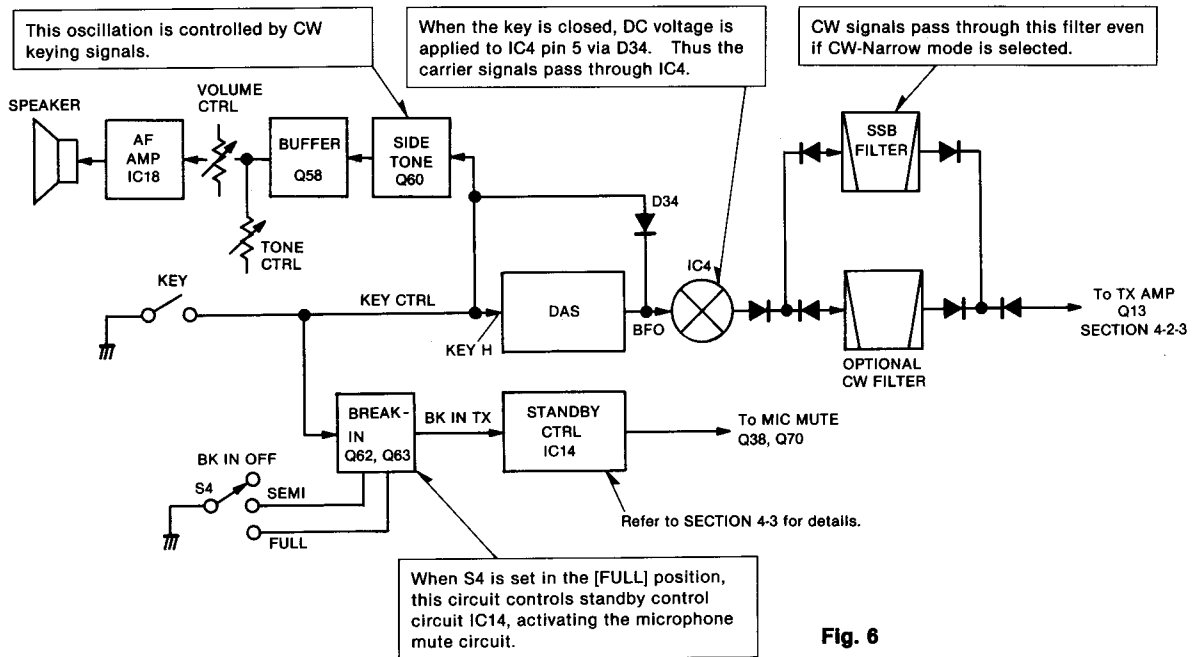 This oscillation is controlled by CW
keying signals.
When the key is closed, DC voltage is
applied to IC4 pin 5 via D34. Thus the
carrier signals pass through IC4.
CW signals pass through this filter even
if CW-Narrow mode is selected.
SPEAKER
VOLUME
CTRL
AF
AMP
IC18
BUFFER
Q58
SIDE
TONE
Q60
SSB
FILTER
TONE
CTRL
D34
IC4
KEY
KEY CTRL
KEY H
DAS
BFO
OPTIONAL
CW FILTER
To TX AMP
Q13
SECTION 4-2-3
BREAK-
IN
Q62, Q63
BK IN TX
STANDBY
CTRL
IC14
To MIC MUTE
Q38, Q70
BK IN OFF
S4
SEMI
FULL
Refer to SECTION 4-3 for details.
When S4 is set in the [FULL] position,
this circuit controls standby control
circuit IC14, activating the microphone
mute circuit.
Fig. 6